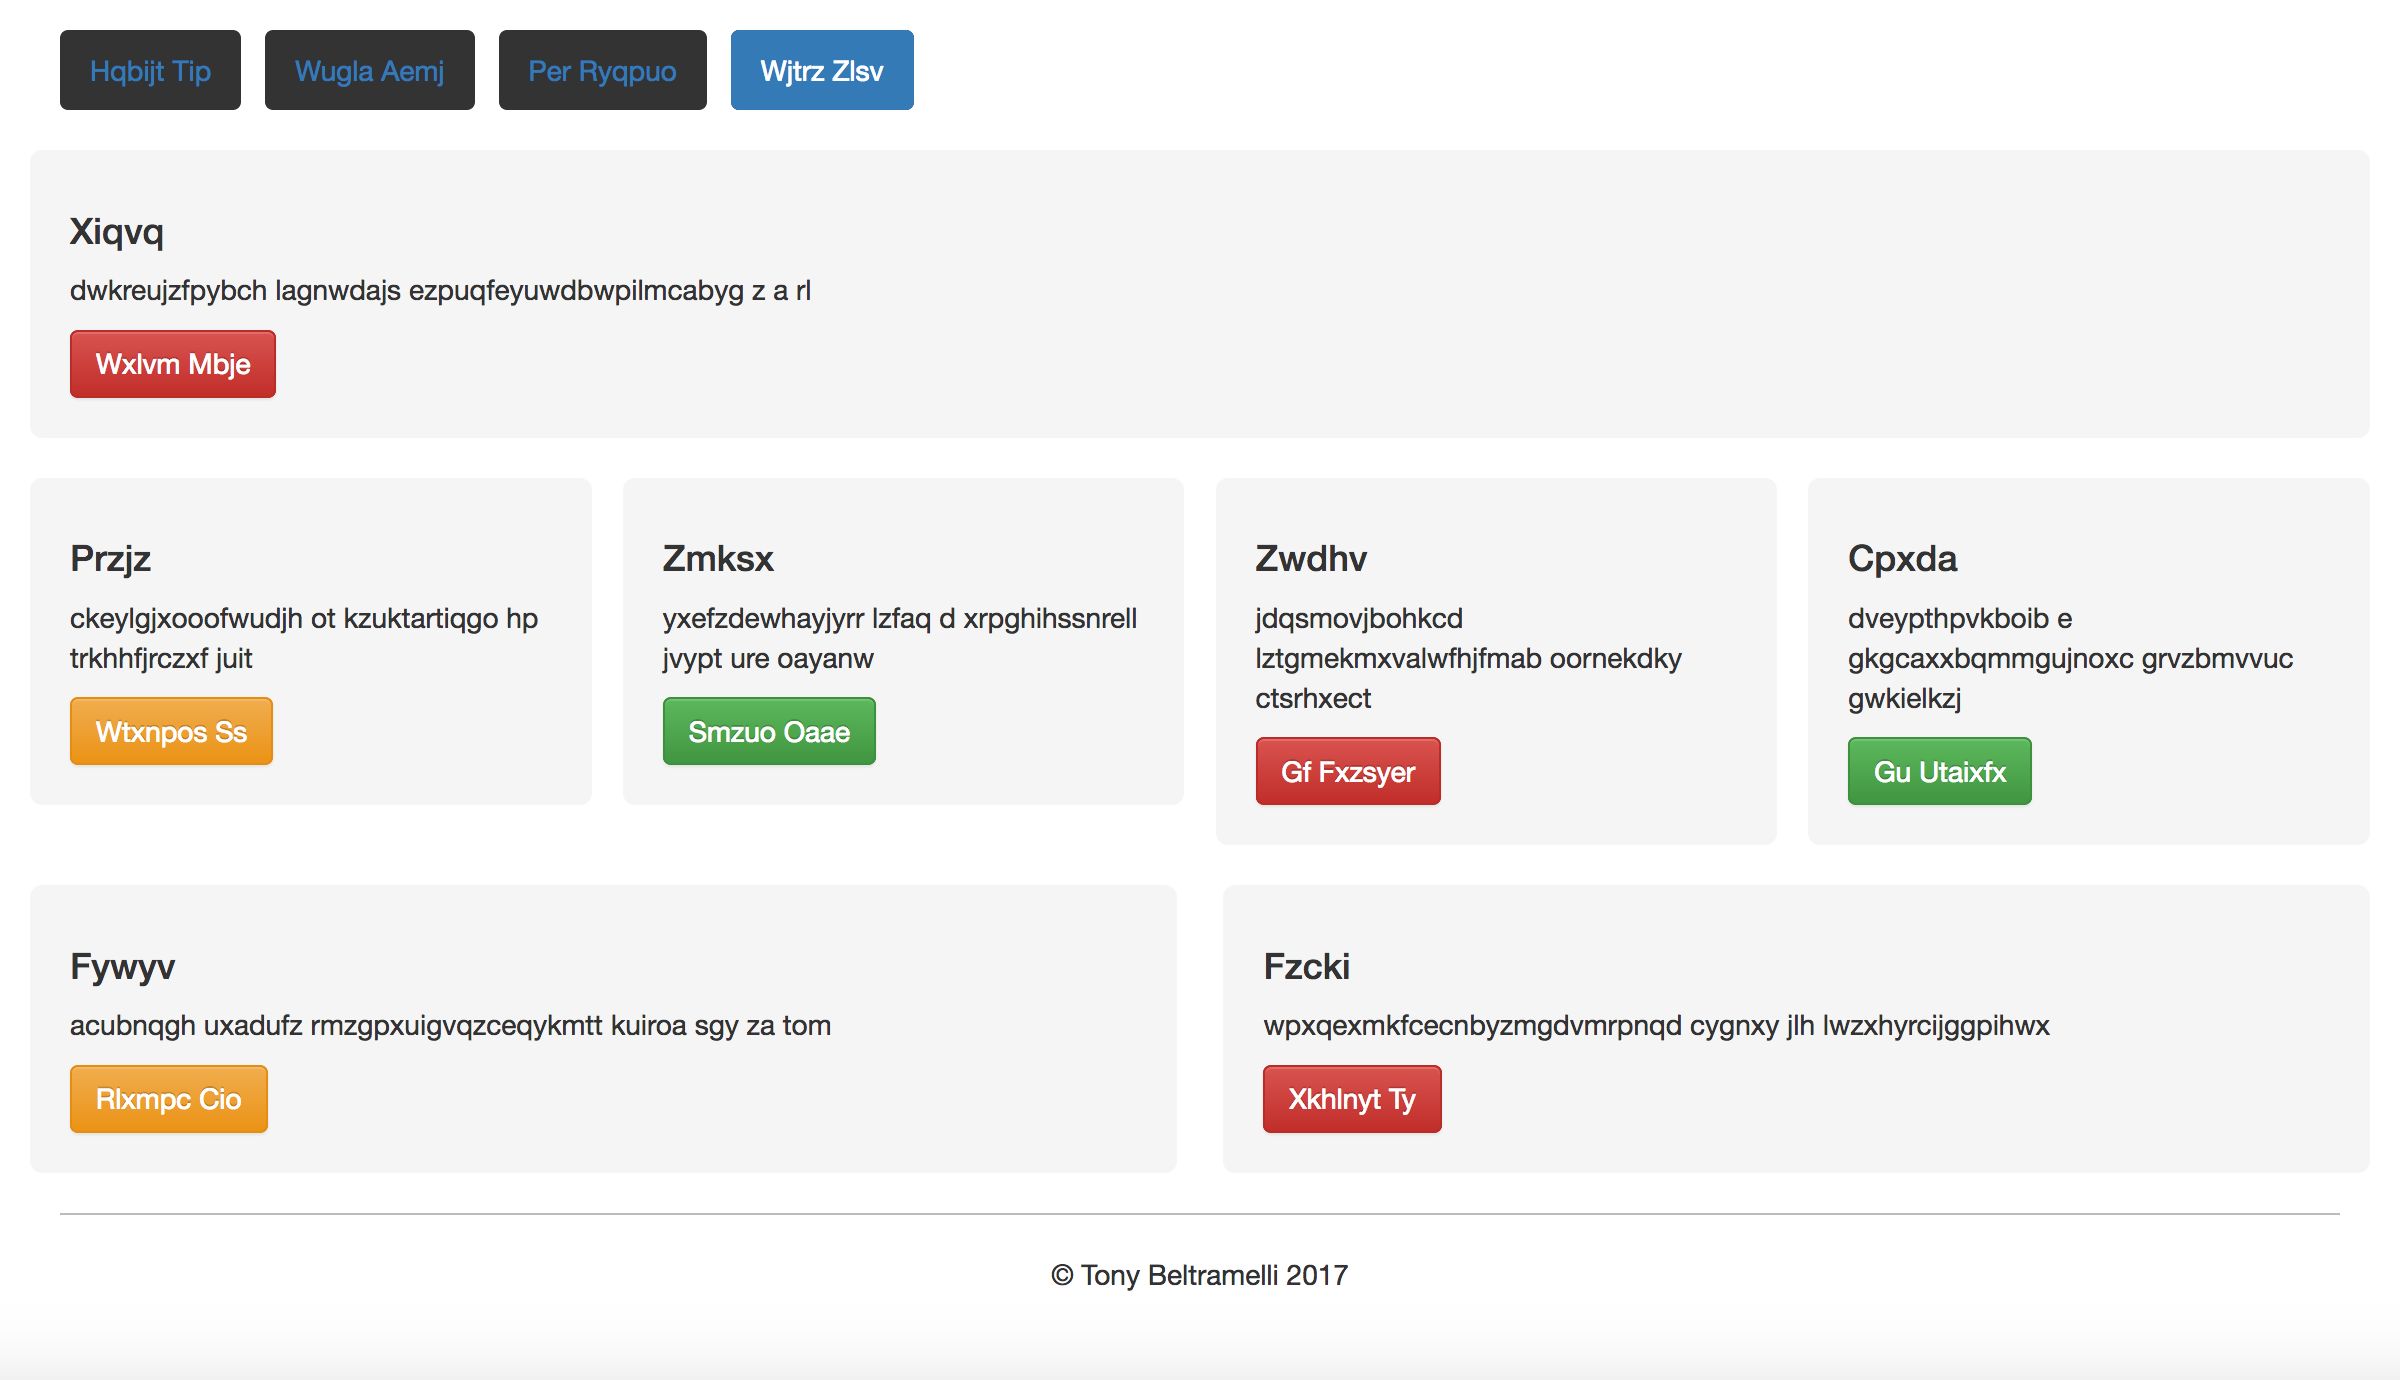 Hqbijt Tip
Wugla Aemj
Per Ryqpuo
Wjtrz Zlsv
Xiqvq
dwkreujzfpybch lagnwdajs ezpuqfeyuwdbwpilmcabyg z a rl
Wxlvm Mbje
Przjz
ckeylgjxooofwudjh ot kzuktartiqgo hp
trkhhfjrczxf juit
Wtxnpos Ss
Zmksx
yxefzdewhayjyrr lzfaq d xrpghihssnrell
jvypt ure oayanw
Smzuo Oaae
Zwdhv
jdqsmovjbohkcd
lztgmekmxvalwfhjfmab oornekdky
ctsrhxect
Gf Fxzsyer
Cpxda
dveypthpvkboib e
gkgcaxxbqmmgujnoxc grvzbmvvuc
gwkielkzj
Gu Utaixfx
Fywyv
acubnqgh uxadufz rmzgpxuigvqzceqykmtt kuiroa sgy za tom
Rlxmpc Cio
Fzcki
wpxqexmkfcecnbyzmgdvmrpnqd cygnxy jlh lwzxhyrcijggpihwx
Xkhlnyt Ty
© Tony Beltramelli 2017